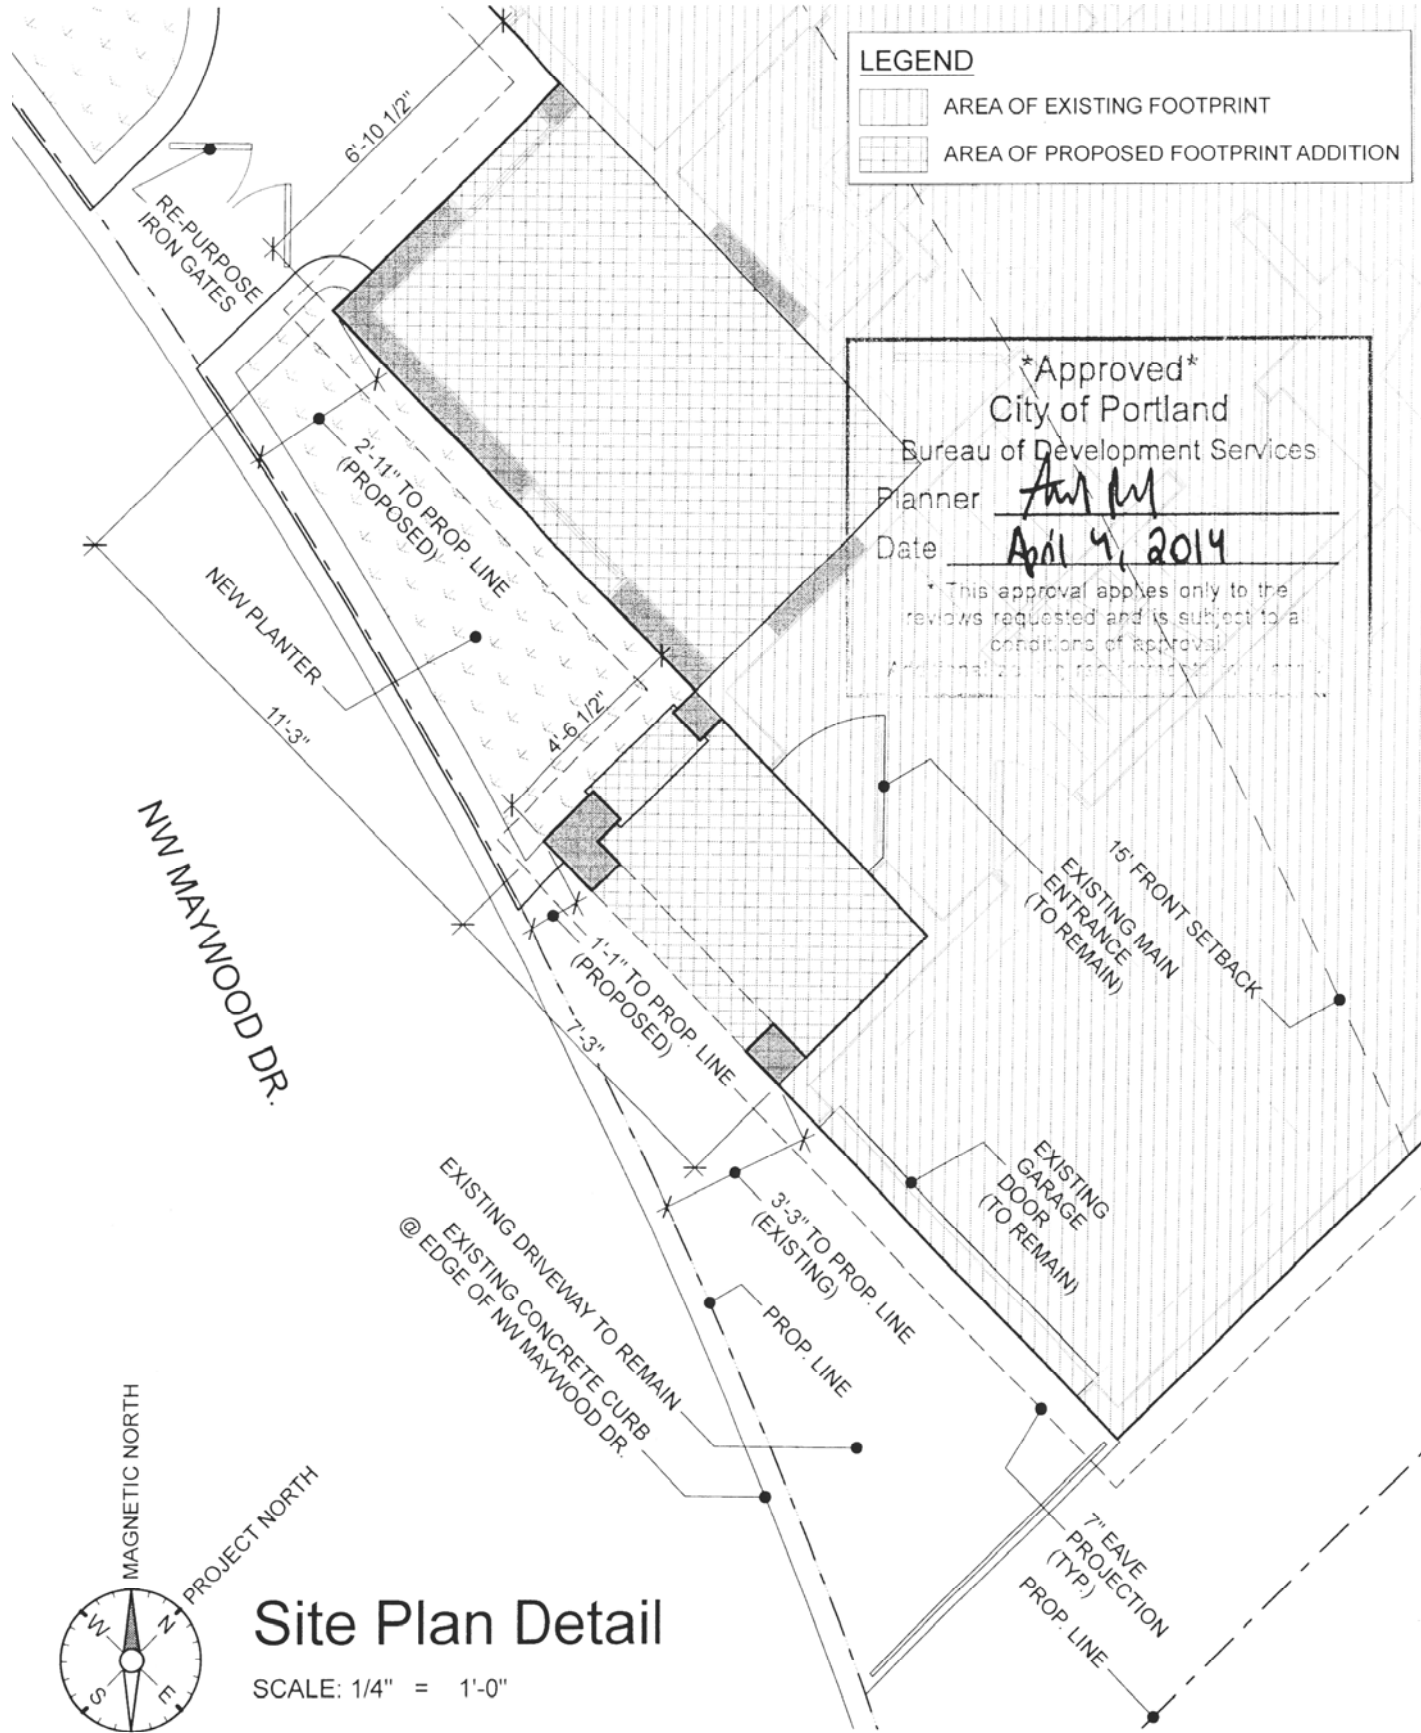 LEGEND
AREA OF EXISTING FOOTPRINT
AREA OF PROPOSED FOOTPRINT ADDITION
6'-10 1/2"
RE-PURPOSE
IRON GATES
*Approved*
City of Portland
Bureau of Development Services
Planner
Date April 4, 2014
* This approval applies only to the
reviews requested and is subject to all
conditions of approval.
2'-11" TO PROP. LINE
(PROPOSED)
NEW PLANTER
11'-3"
4'-6 1/2"
NW MAYWOOD DR.
15' FRONT SETBACK
EXISTING MAIN
ENTRANCE
(TO REMAIN)
1'-1" TO PROP. LINE
(PROPOSED)
7'-3"
EXISTING
GARAGE
DOOR
(TO REMAIN)
3'-3" TO PROP. LINE
(EXISTING)
PROP. LINE
EXISTING DRIVEWAY TO REMAIN
EXISTING CONCRETE CURB
@ EDGE OF NW MAYWOOD DR.
7" EAVE
PROJECTION
(TYP.)
PROP. LINE
MAGNETIC NORTH
PROJECT NORTH
W N
S E
Site Plan Detail
SCALE: 1/4" = 1'-0"